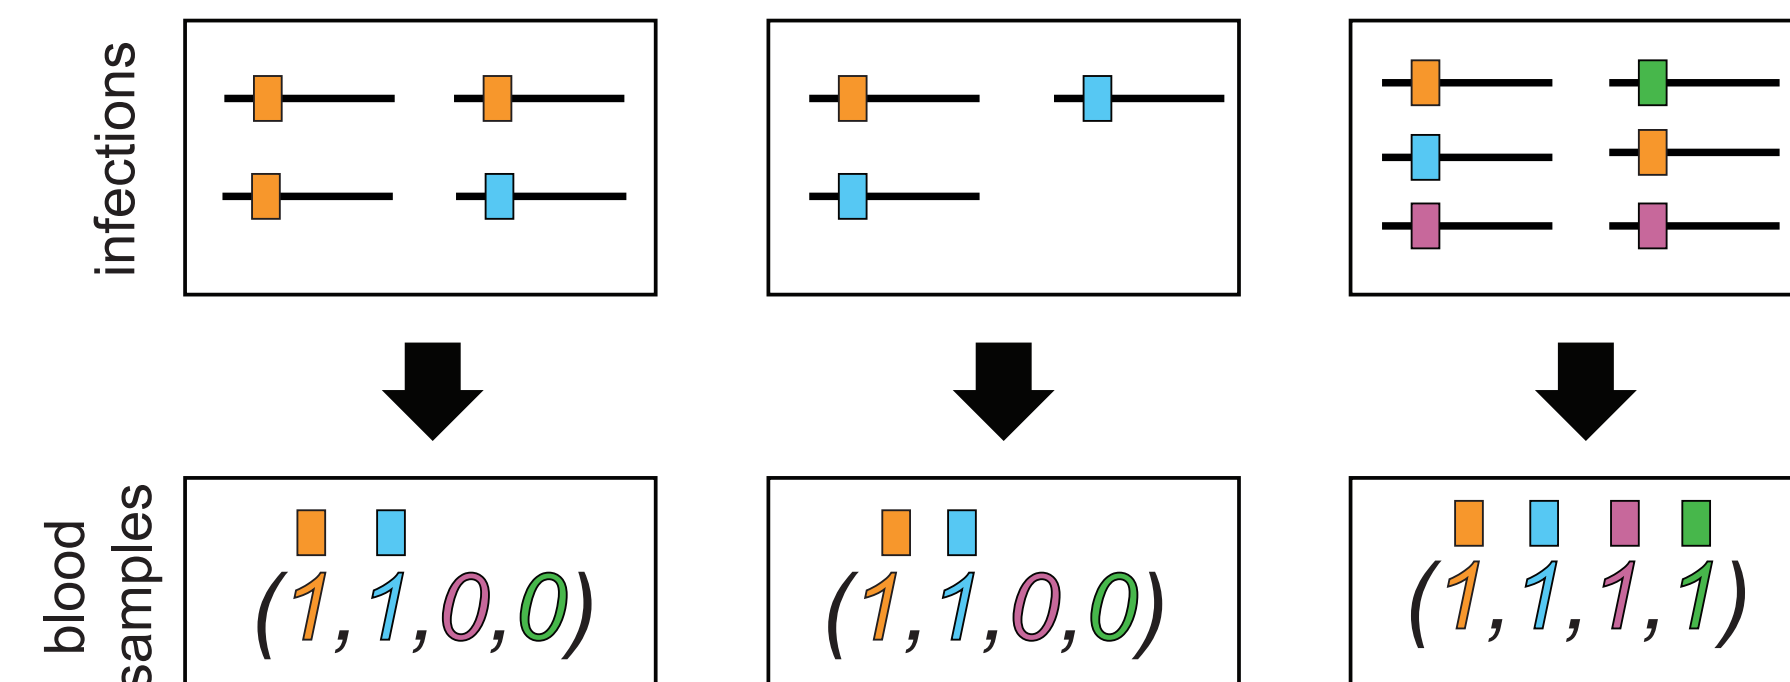 infections
blood
samples
(1,1,0,0)
(1,1,0,0)
(1,1,1,1)